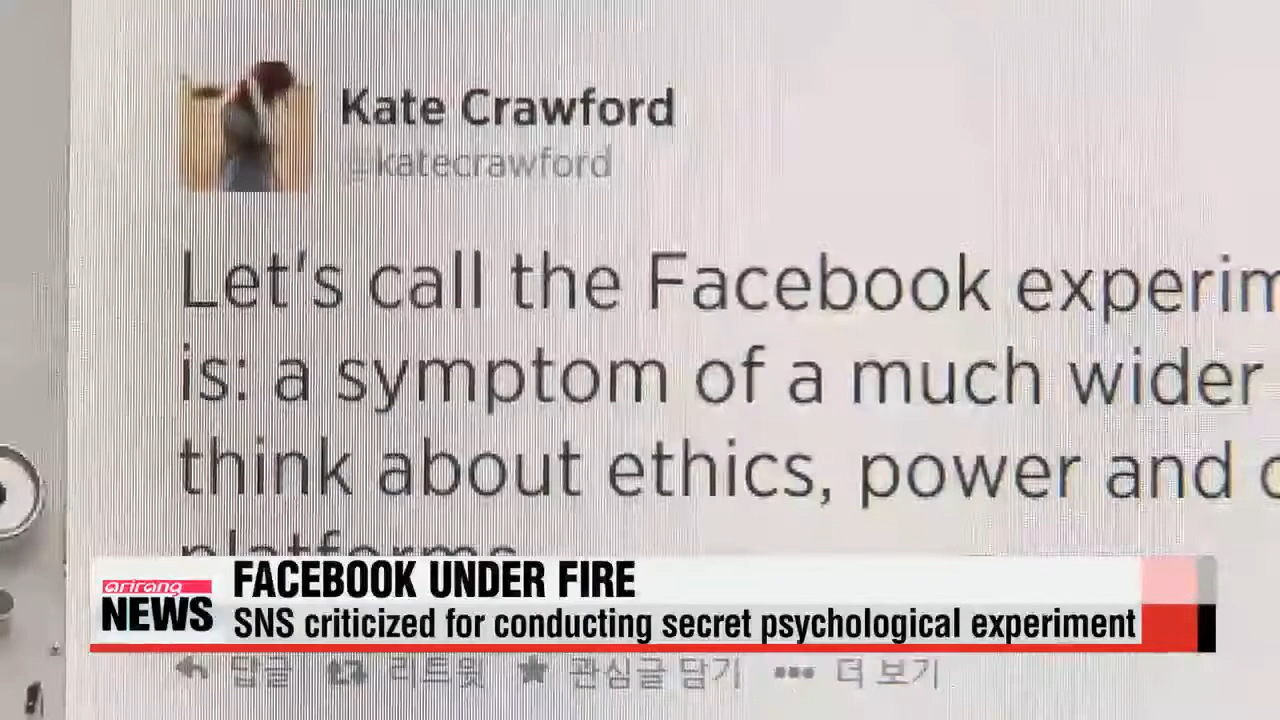 Kate Crawford
@katecrawford
Let's call the Facebook
is: a symptom of a much wider
think about ethics, power and
platforms
arirang
NEWS
FACEBOOK UNDER FIRE
SNS criticized for conducting secret psychological experiment
답글 리트윗 관심글 담기 더 보기